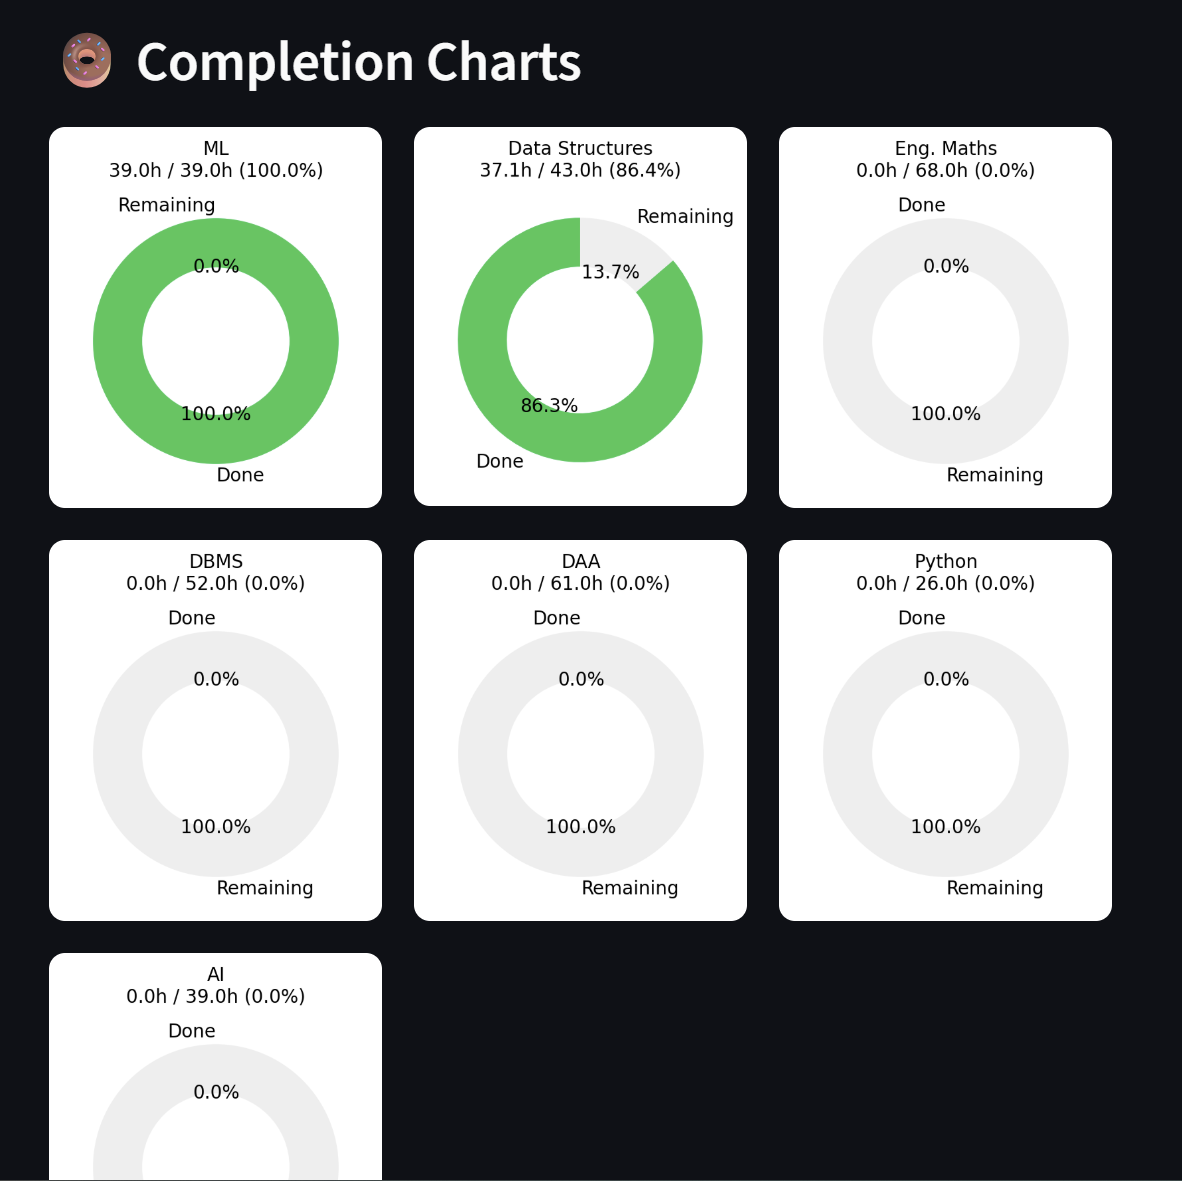 Completion Charts
ML
39.0h / 39.0h (100.0%)
Remaining
0.0%
100.0%
Done
Data Structures
37.1h / 43.0h (86.4%)
Remaining
13.7%
86.3%
Done
Eng. Maths
0.0h / 68.0h (0.0%)
Done
0.0%
100.0%
Remaining
DBMS
0.0h / 52.0h (0.0%)
Done
0.0%
100.0%
Remaining
DAA
0.0h / 61.0h (0.0%)
Done
0.0%
100.0%
Remaining
Python
0.0h / 26.0h (0.0%)
Done
0.0%
100.0%
Remaining
AI
0.0h / 39.0h (0.0%)
Done
0.0%